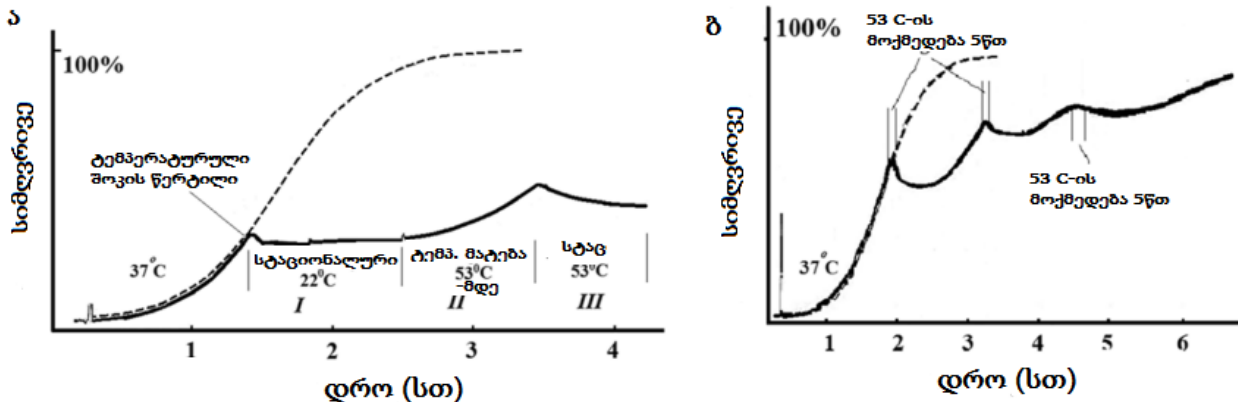 ა
100%
სიმღვრივე
ტემპერატურული
შოკის წერტილი
37°C
სტაციონალური
22⁰C
I
ტემპ. მატება
53⁰C
-მდე
II
სტაც
53°C
III
1
2
3
4
დრო (სთ)
ბ
100%
სიმღვრივე
53 C-ის
მოქმედება 5წთ
53 C-ის
მოქმედება 5წთ
37°C
1
2
3
4
5
6
დრო (სთ)